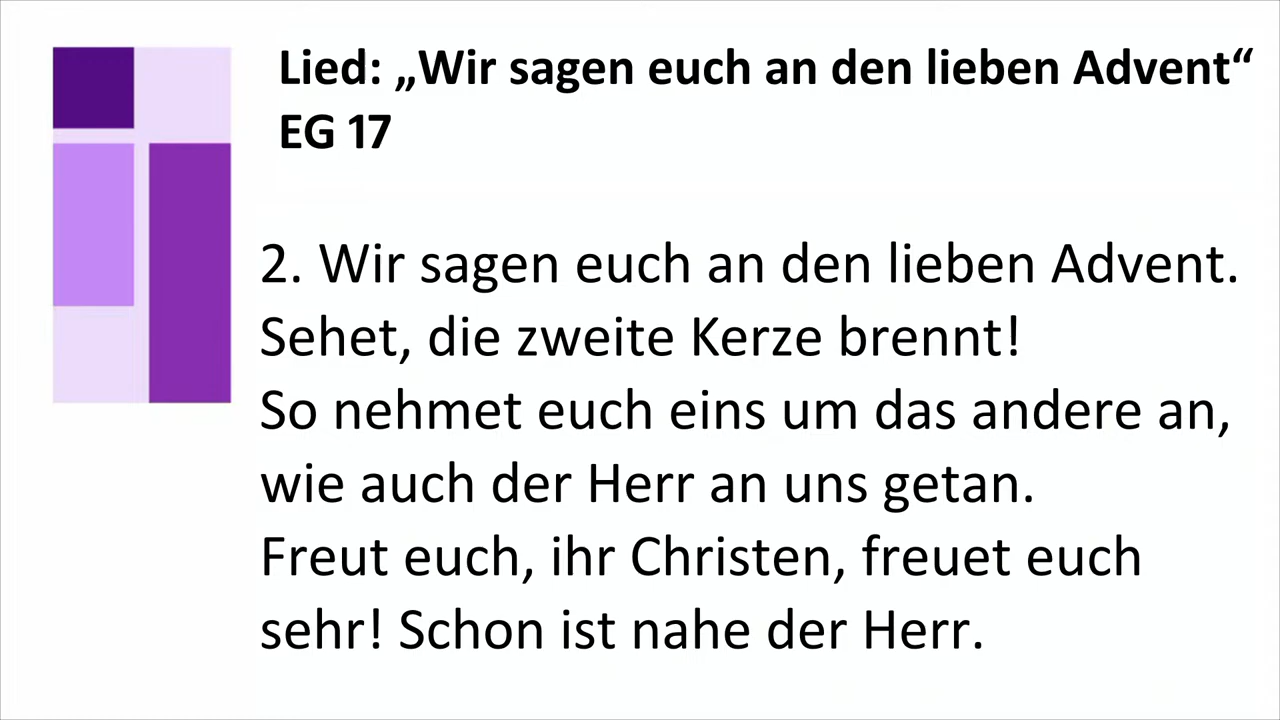 Lied: „Wir sagen euch an den lieben Advent“
EG 17
2. Wir sagen euch an den lieben Advent.
Sehet, die zweite Kerze brennt!
So nehmet euch eins um das andere an,
wie auch der Herr an uns getan.
Freut euch, ihr Christen, freuet euch
sehr! Schon ist nahe der Herr.